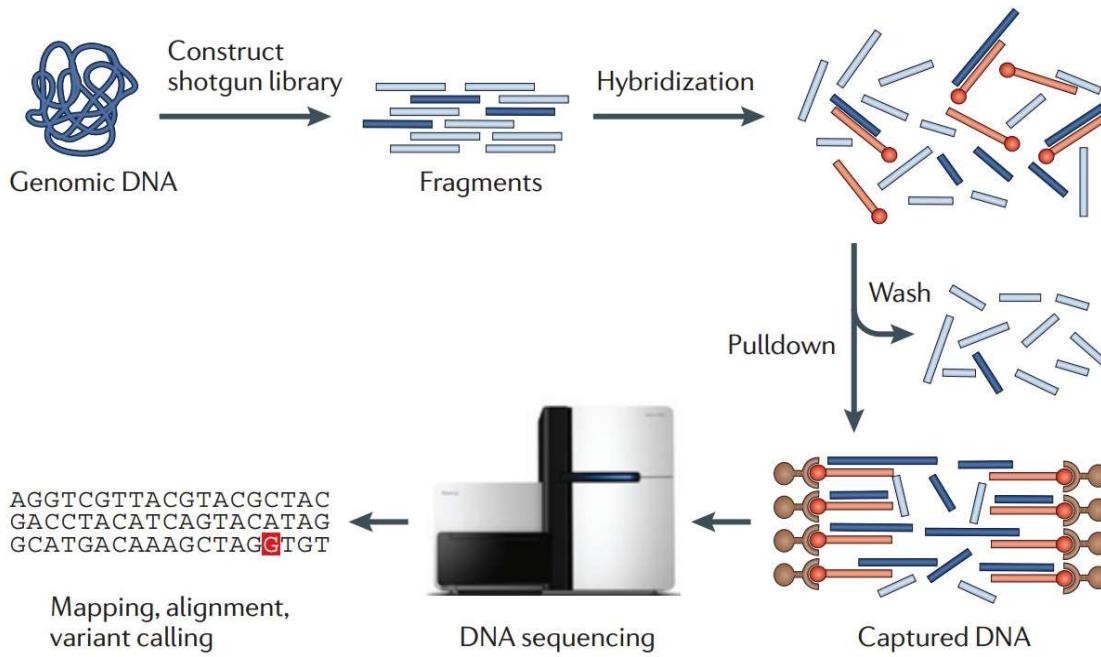 Construct
shotgun library
Hybridization
Genomic DNA
Fragments
Wash
Pulldown
AGGTCGTTACGTACGCTAC
GACCTACATCAGTACATAG
GCATGACAAAGCTAGGTGT
Mapping, alignment,
variant calling
DNA sequencing
Captured DNA